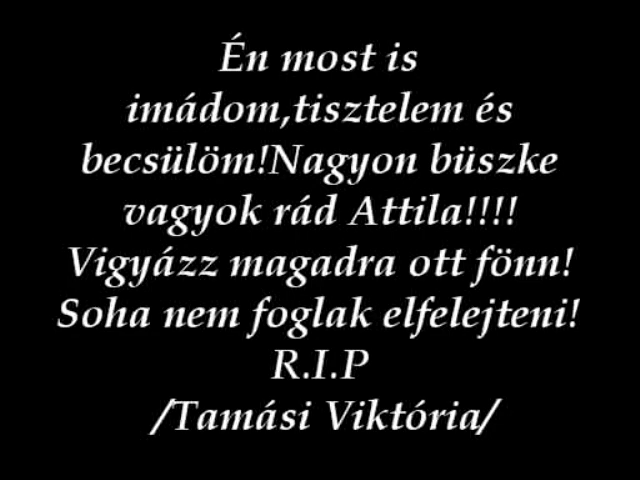 Én most is
imádom,tisztelem és
becsülöm!Nagyon büszke
vagyok rád Attila!!!!
Vigyázz magadra ott fönn!
Soha nem foglak elfelejteni!
R.I.P
/Tamási Viktória/